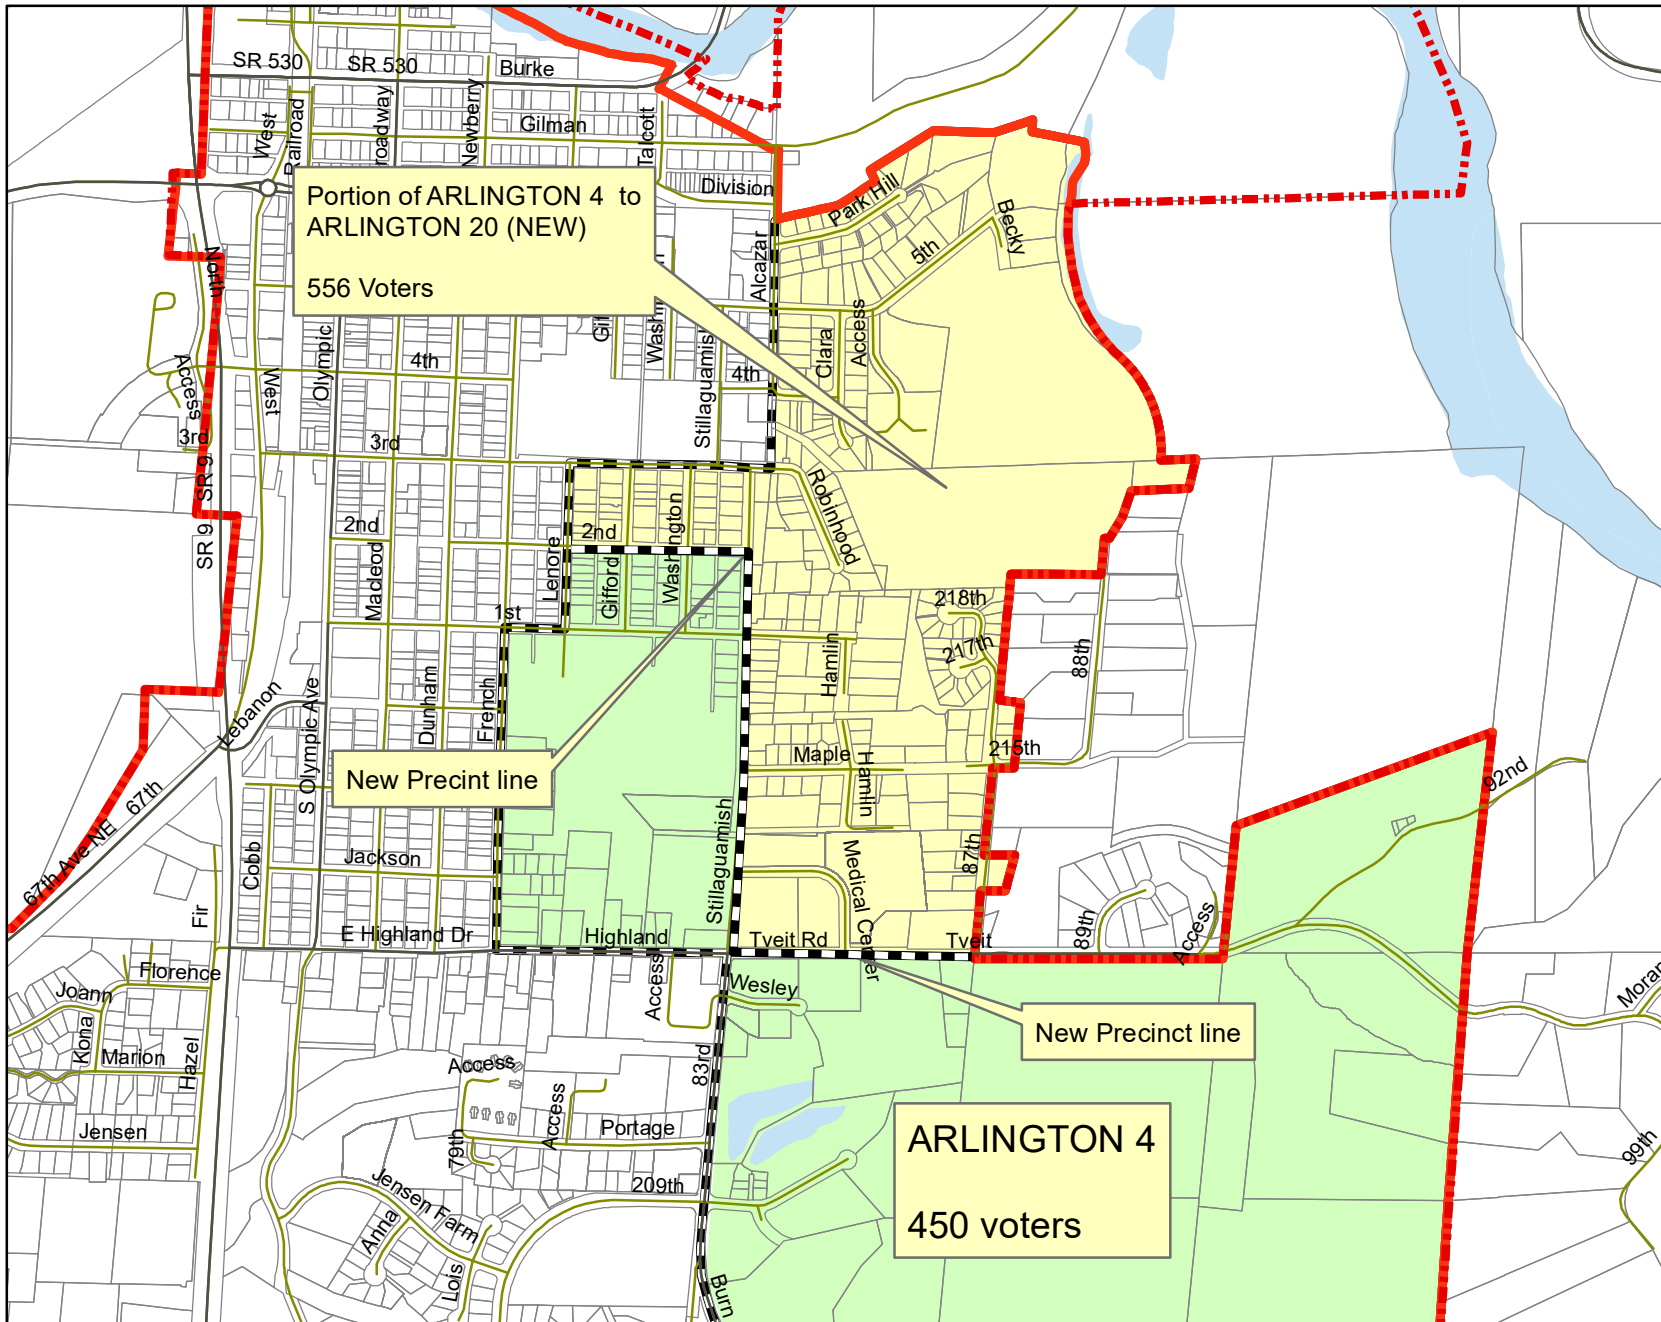 SR 530
SR 530
Burke
West
Railroad
roadway
Newberry
Gilman
Talcott
Division
Portion of ARLINGTON 4 to
ARLINGTON 20 (NEW)
556 Voters
Park Hill
Becky
5th
Alcazar
North
Olympic
Access
West
4th
Stillaguamish
4th
Clara
Access
3rd
SR 9
3rd
SR 9
2nd
Macleod
Lenore
2nd
Gifford
Washington
Robinhood
1st
218th
217th
Hamlin
88th
Lebanon
S Olympic Ave
Dunham
French
New Precint line
Maple
Hamlin
215th
92nd
67th
67th Ave NE
Cobb
Jackson
Stillaguamish
Medical Center
87th
Fir
E Highland Dr
Highland
Tveit Rd
Tveit
89th
Access
Florence
Joann
Kona
Marion
Hazel
Access
Wesley
New Precinct line
Moran
Access
83rd
Access
Jensen
Portage
79th
ARLINGTON 4
450 voters
99th
209th
Jensen Farm
Anna
Lois
Burn